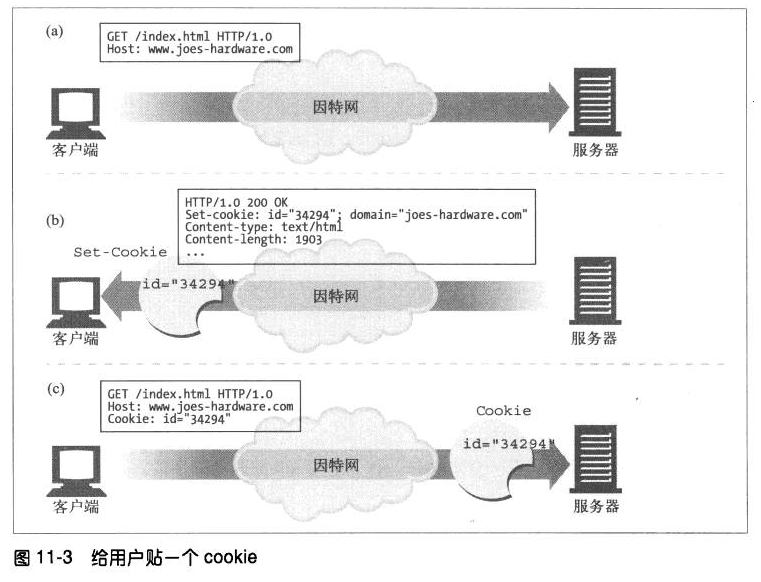 (a)
GET /index.html HTTP/1.0
Host: www.joes-hardware.com
因特网
客户端
服务器
(b)
HTTP/1.0 200 OK
Set-cookie: id="34294"; domain="joes-hardware.com"
Content-type: text/html
Content-length: 1903
...
Set-Cookie
id="34294"
因特网
客户端
服务器
(c)
GET /index.html HTTP/1.0
Host: www.joes-hardware.com
Cookie: id="34294"
Cookie
id="34294"
因特网
客户端
服务器
图 11-3 给用户贴一个 cookie